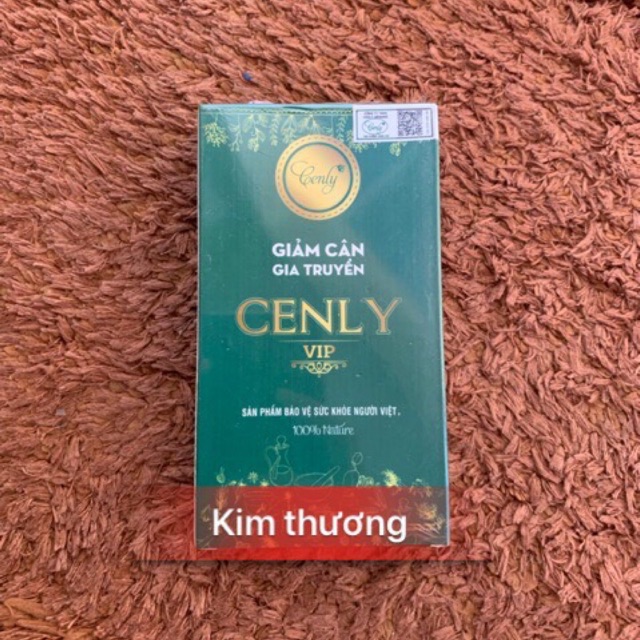 Cenly
GIẢM CÂN
GIA TRUYỀN
CENLY
VIP
SẢN PHẨM BẢO VỆ SỨC KHỎE NGƯỜI VIỆT.
100% Nature
Kim thương